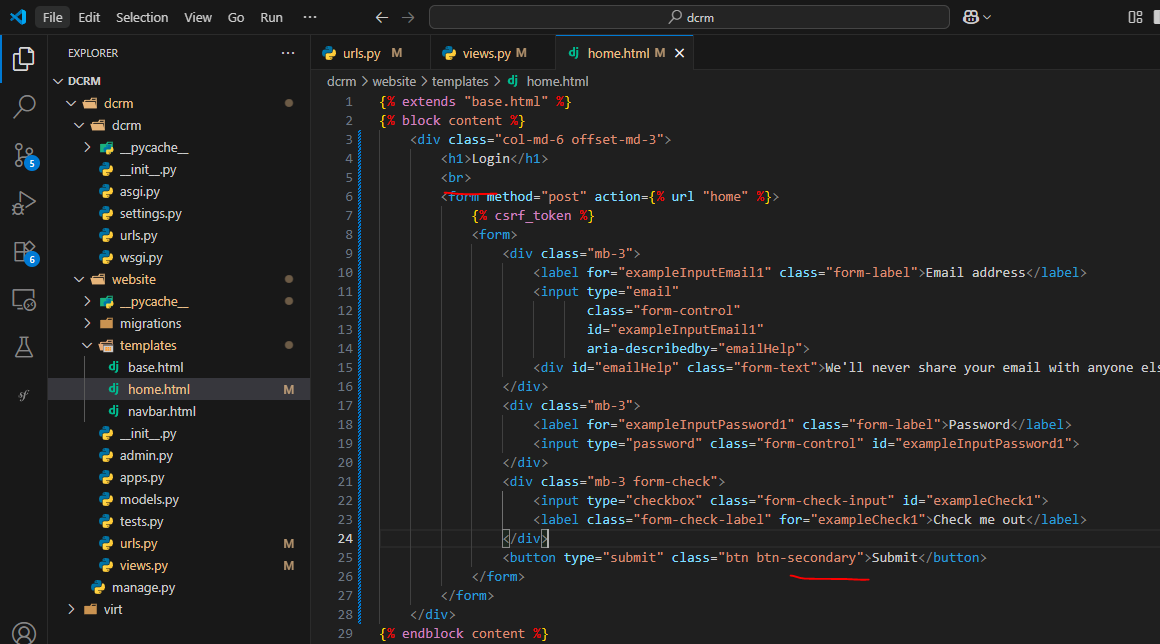 File Edit Selection View Go Run ··· dcrm
EXPLORER ···
DCRM
dcrm
dcrm
__pycache__
__init__.py
asgi.py
settings.py
urls.py
wsgi.py
website
__pycache__
migrations
templates
base.html
home.html M
navbar.html
__init__.py
admin.py
apps.py
models.py
tests.py
urls.py M
views.py M
manage.py
virt
5
6
urls.py M views.py M dj home.html M
dcrm > website > templates > dj home.html
1 {% extends "base.html" %}
2 {% block content %}
3 <div class="col-md-6 offset-md-3">
4 <h1>Login</h1>
5 <br>
6 <form method="post" action={% url "home" %}>
7 {% csrf_token %}
8 <form>
9 <div class="mb-3">
10 <label for="exampleInputEmail1" class="form-label">Email address</label>
11 <input type="email"
12 class="form-control"
13 id="exampleInputEmail1"
14 aria-describedby="emailHelp">
15 <div id="emailHelp" class="form-text">We'll never share your email with anyone els
16 </div>
17 <div class="mb-3">
18 <label for="exampleInputPassword1" class="form-label">Password</label>
19 <input type="password" class="form-control" id="exampleInputPassword1">
20 </div>
21 <div class="mb-3 form-check">
22 <input type="checkbox" class="form-check-input" id="exampleCheck1">
23 <label class="form-check-label" for="exampleCheck1">Check me out</label>
24 </div>
25 <button type="submit" class="btn btn-secondary">Submit</button>
26 </form>
27 </form>
28 </div>
29 {% endblock content %}